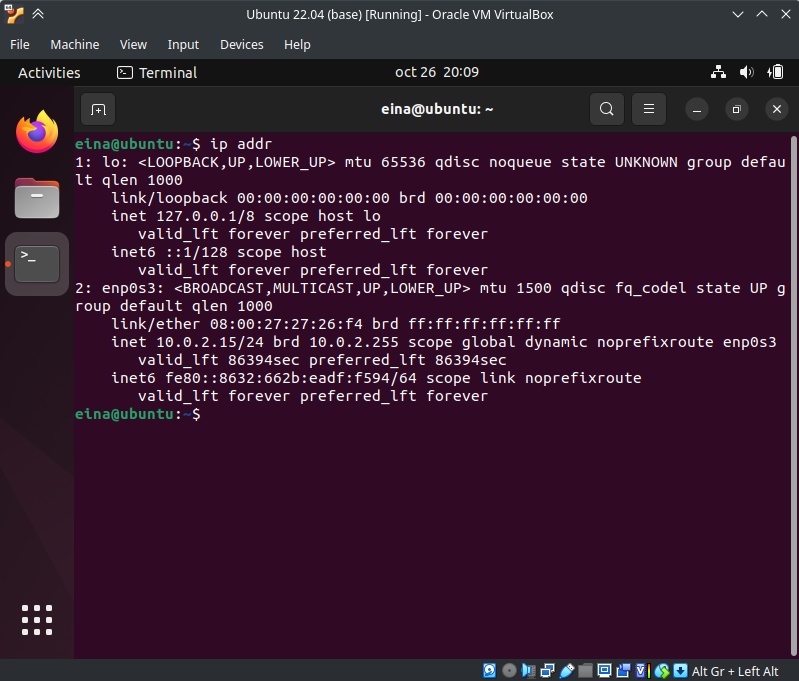 Ubuntu 22.04 (base) [Running] - Oracle VM VirtualBox
File Machine View Input Devices Help
Activities Terminal oct 26 20:09
eina@ubuntu: ~
eina@ubuntu:~$ ip addr
1: lo: <LOOPBACK,UP,LOWER_UP> mtu 65536 qdisc noqueue state UNKNOWN group defau
lt qlen 1000
    link/loopback 00:00:00:00:00:00 brd 00:00:00:00:00:00
    inet 127.0.0.1/8 scope host lo
       valid_lft forever preferred_lft forever
    inet6 ::1/128 scope host
       valid_lft forever preferred_lft forever
2: enp0s3: <BROADCAST,MULTICAST,UP,LOWER_UP> mtu 1500 qdisc fq_codel state UP g
roup default qlen 1000
    link/ether 08:00:27:27:26:f4 brd ff:ff:ff:ff:ff:ff
    inet 10.0.2.15/24 brd 10.0.2.255 scope global dynamic noprefixroute enp0s3
       valid_lft 86394sec preferred_lft 86394sec
    inet6 fe80::8632:662b:eadf:f594/64 scope link noprefixroute
       valid_lft forever preferred_lft forever
eina@ubuntu:~$
Alt Gr + Left Alt